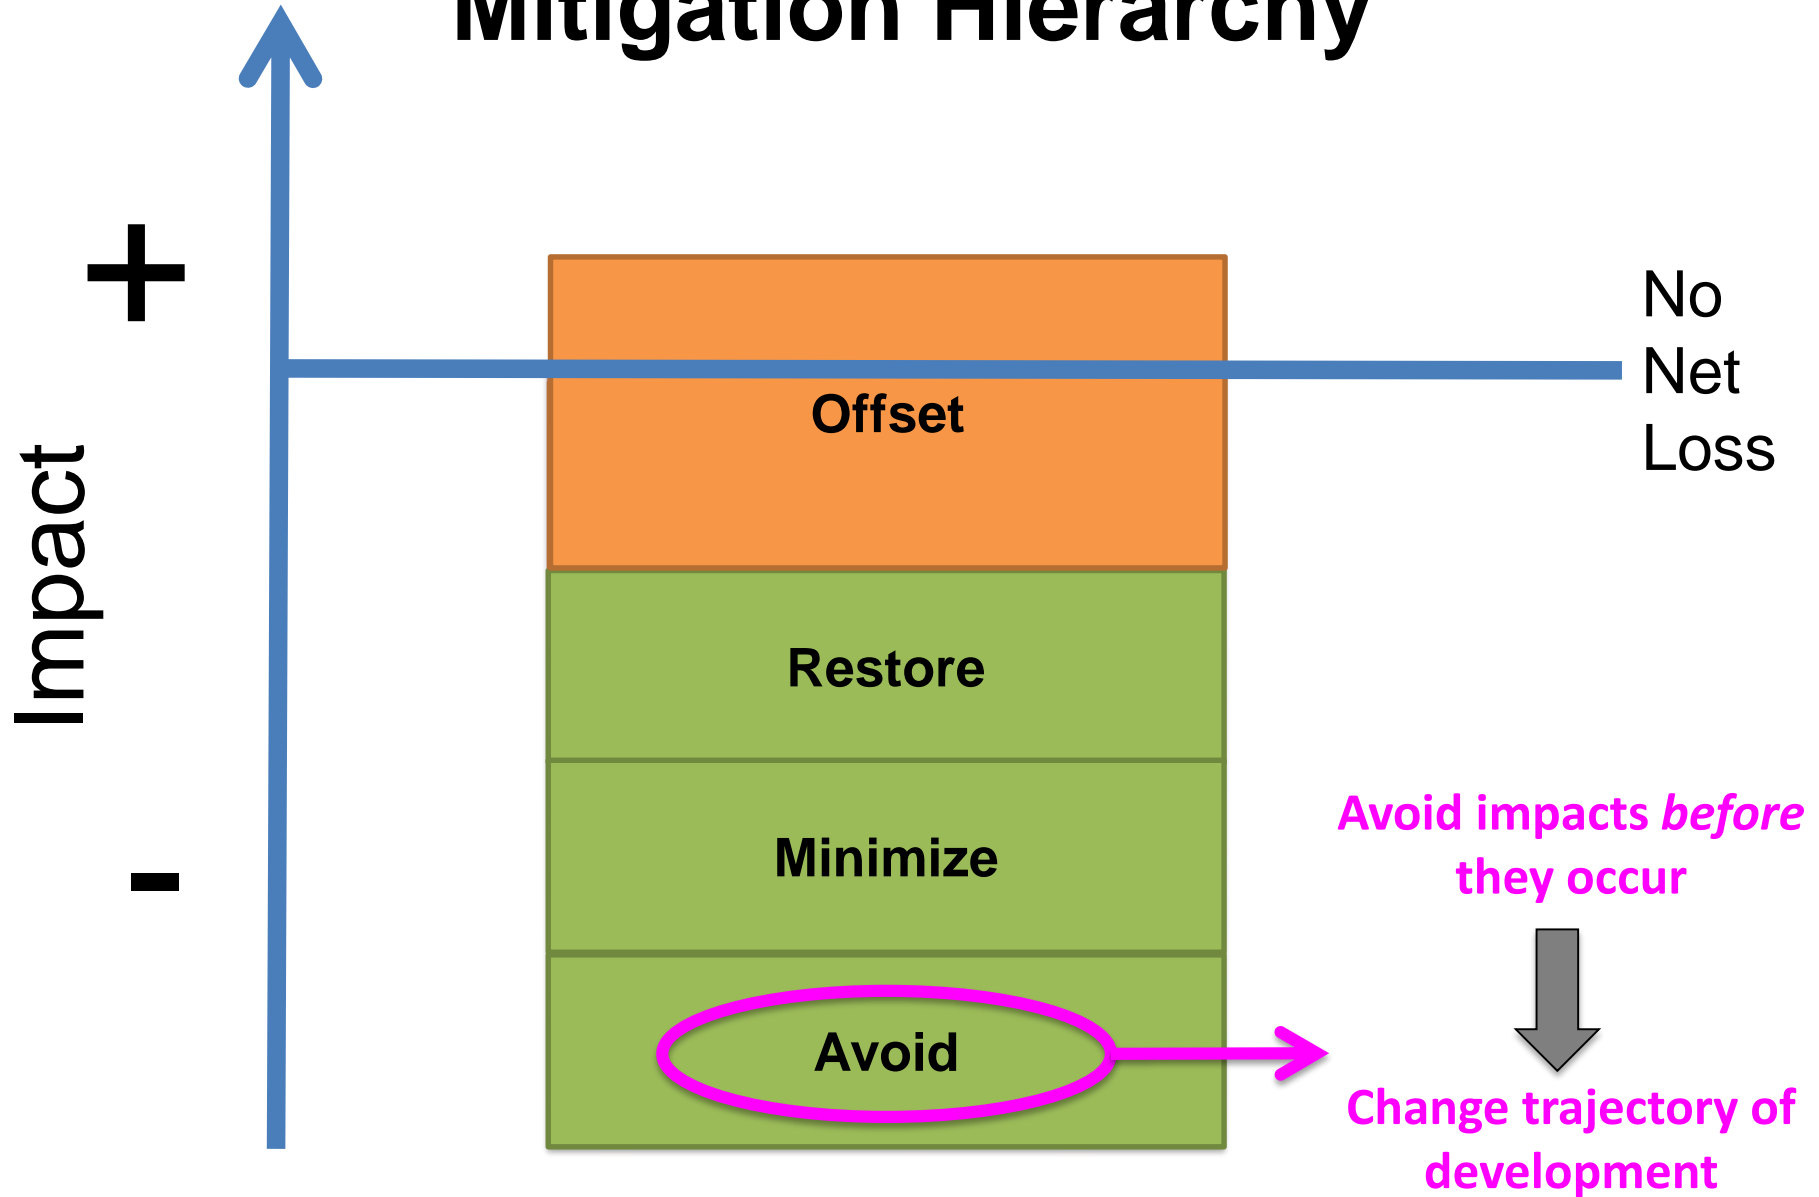 Mitigation Hierarchy
+
Impact
-
No
Net
Loss
Offset
Restore
Minimize
Avoid
Avoid impacts before
they occur
Change trajectory of
development